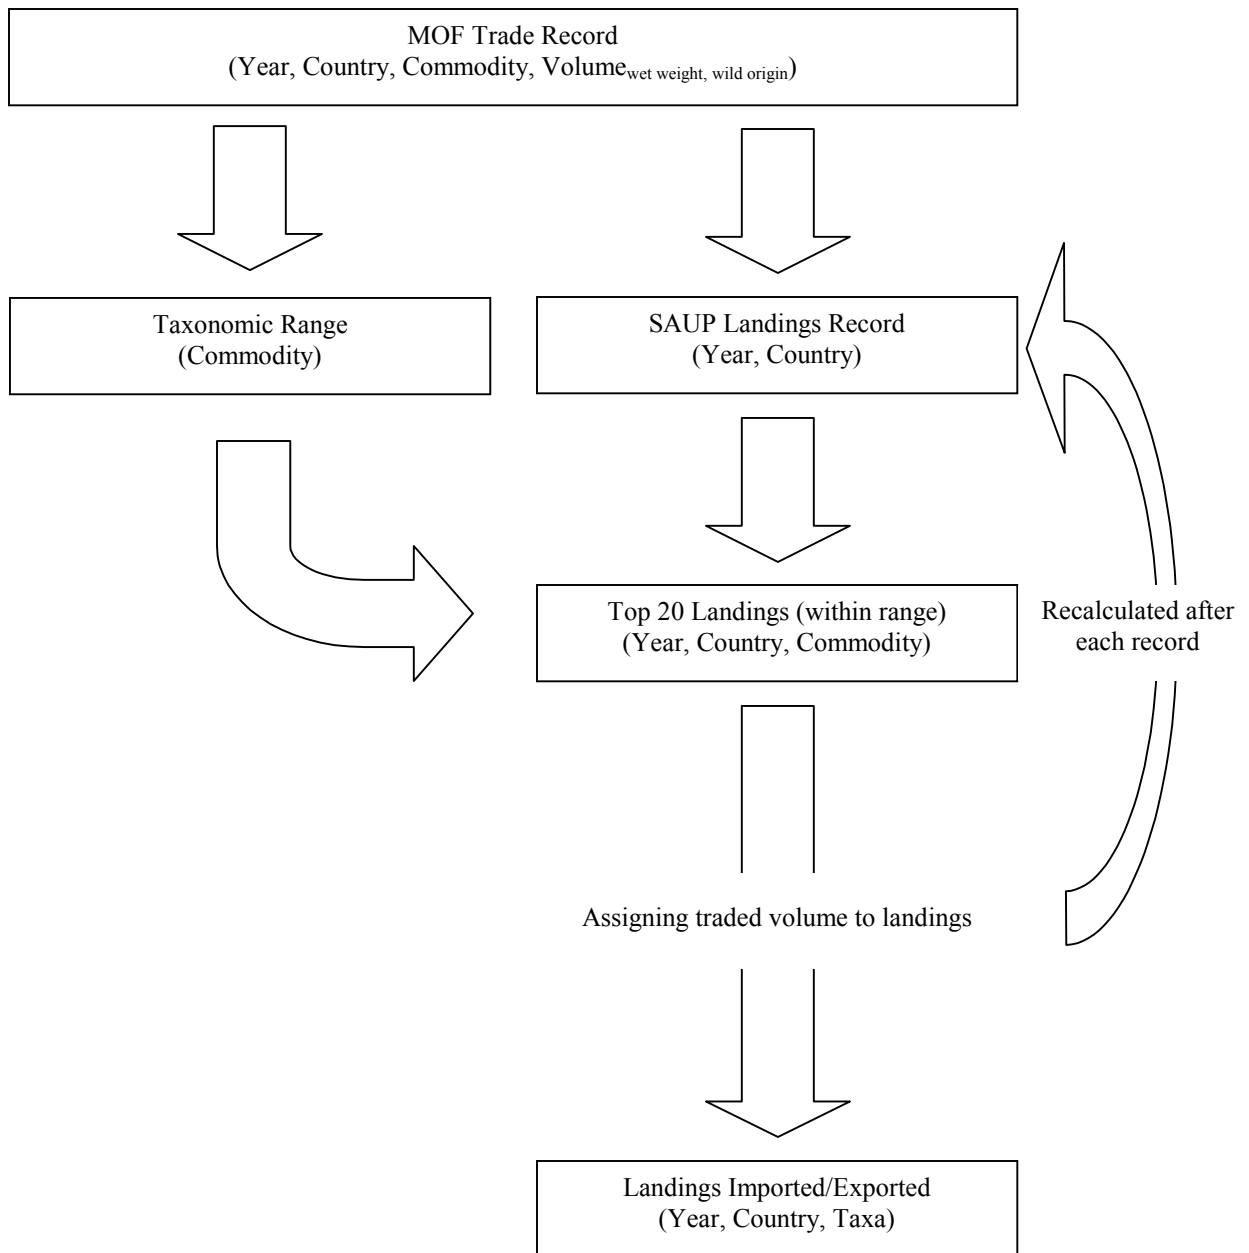 MOF Trade Record
(Year, Country, Commodity, Volume wet weight, wild origin)
Taxonomic Range
(Commodity)
SAUP Landings Record
(Year, Country)
Top 20 Landings (within range)
(Year, Country, Commodity)
Recalculated after
each record
Assigning traded volume to landings
Landings Imported/Exported
(Year, Country, Taxa)